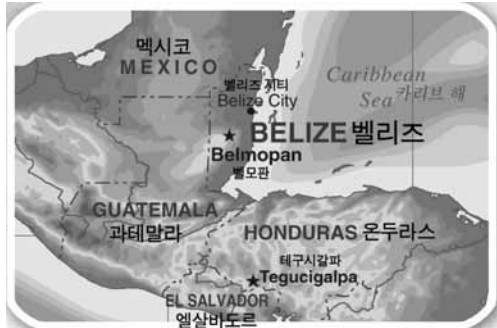 멕시코
MEXICO
벨리즈 시티
Belize City
Caribbean
Sea 카리브 해
BELIZE 벨리즈
Belmopan
벨모판
GUATEMALA
과테말라
HONDURAS 온두라스
테구시갈파
Tegucigalpa
EL SALVADOR
엘살바도르